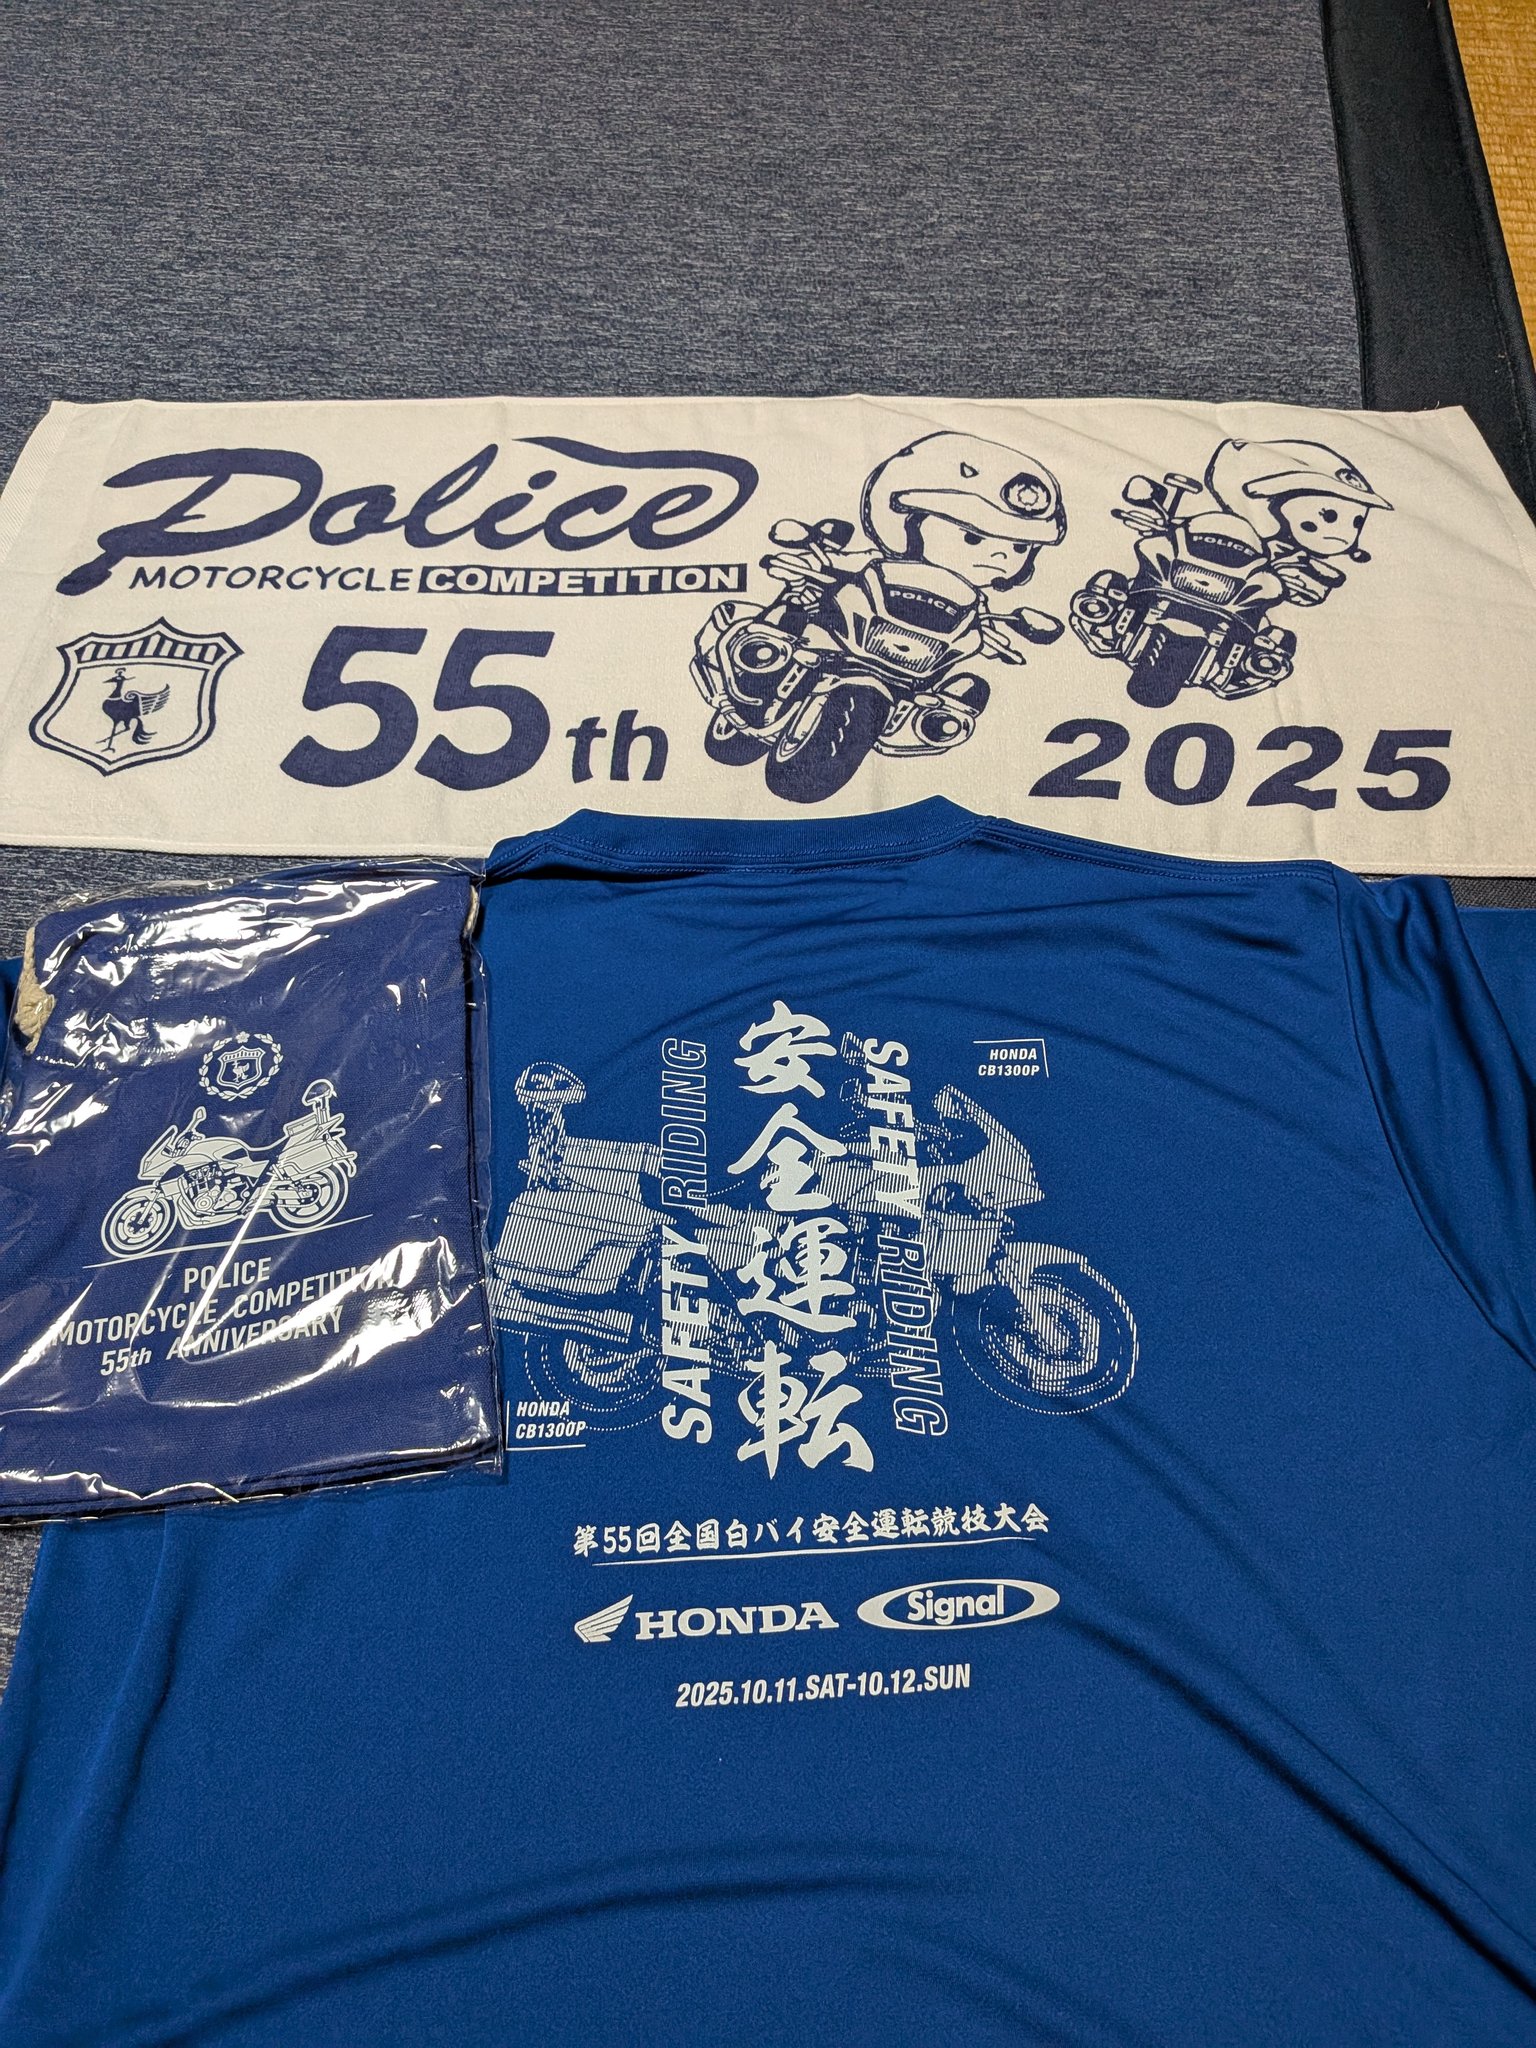 Police
MOTORCYCLE COMPETITION
55th
POLICE
POLICE
2025
POLICE
MOTORCYCLE COMPETITION
55th ANNIVERSARY
HONDA
CB1300P
SAFETY RIDING
安全運転
SAFETY RIDING
HONDA
CB1300P
第55回全国白バイ安全運転競技大会
HONDA
Signal
2025.10.11.SAT-10.12.SUN